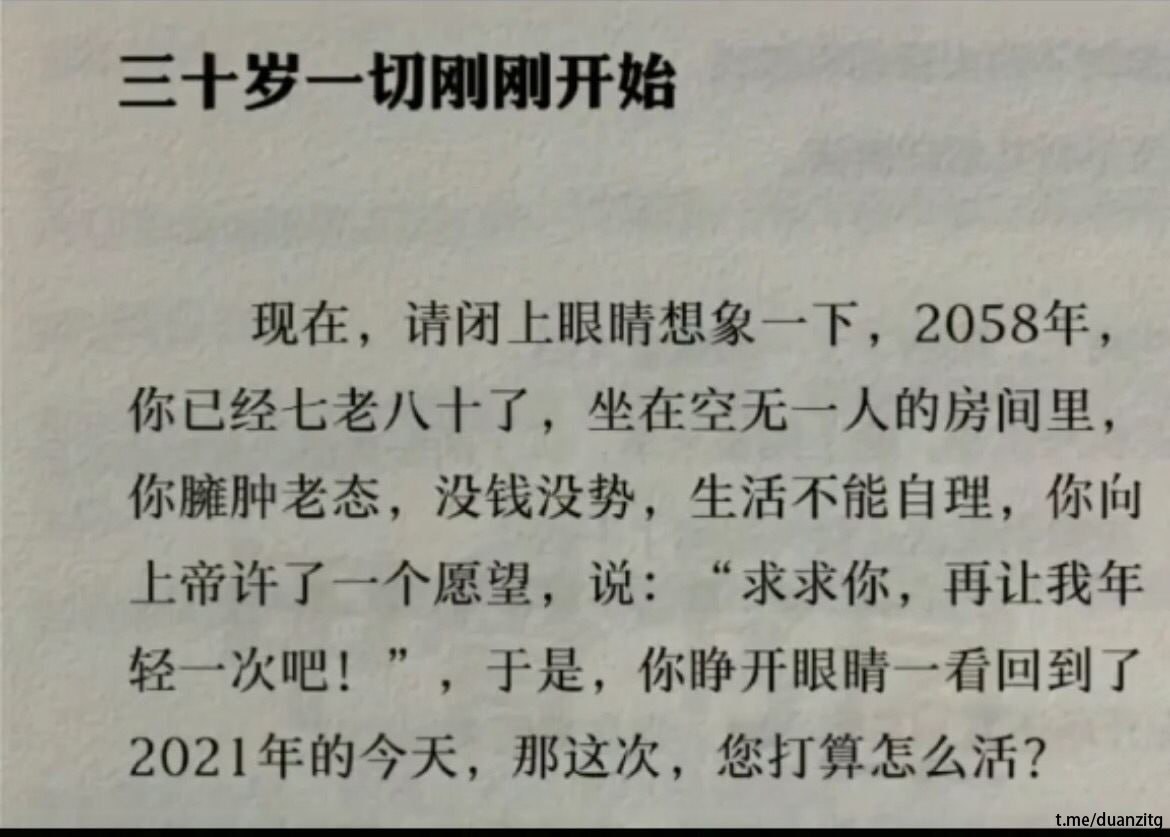 三十岁一切刚刚开始
现在，请闭上眼睛想象一下，2058年，
你已经七老八十了，坐在空无一人的房间里，
你臃肿老态，没钱没势，生活不能自理，你向
上帝许了一个愿望，说：“求求你，再让我年
轻一次吧！”，于是，你睁开眼睛一看回到了
2021年的今天，那这次，您打算怎么活？
t.me/duanzitg